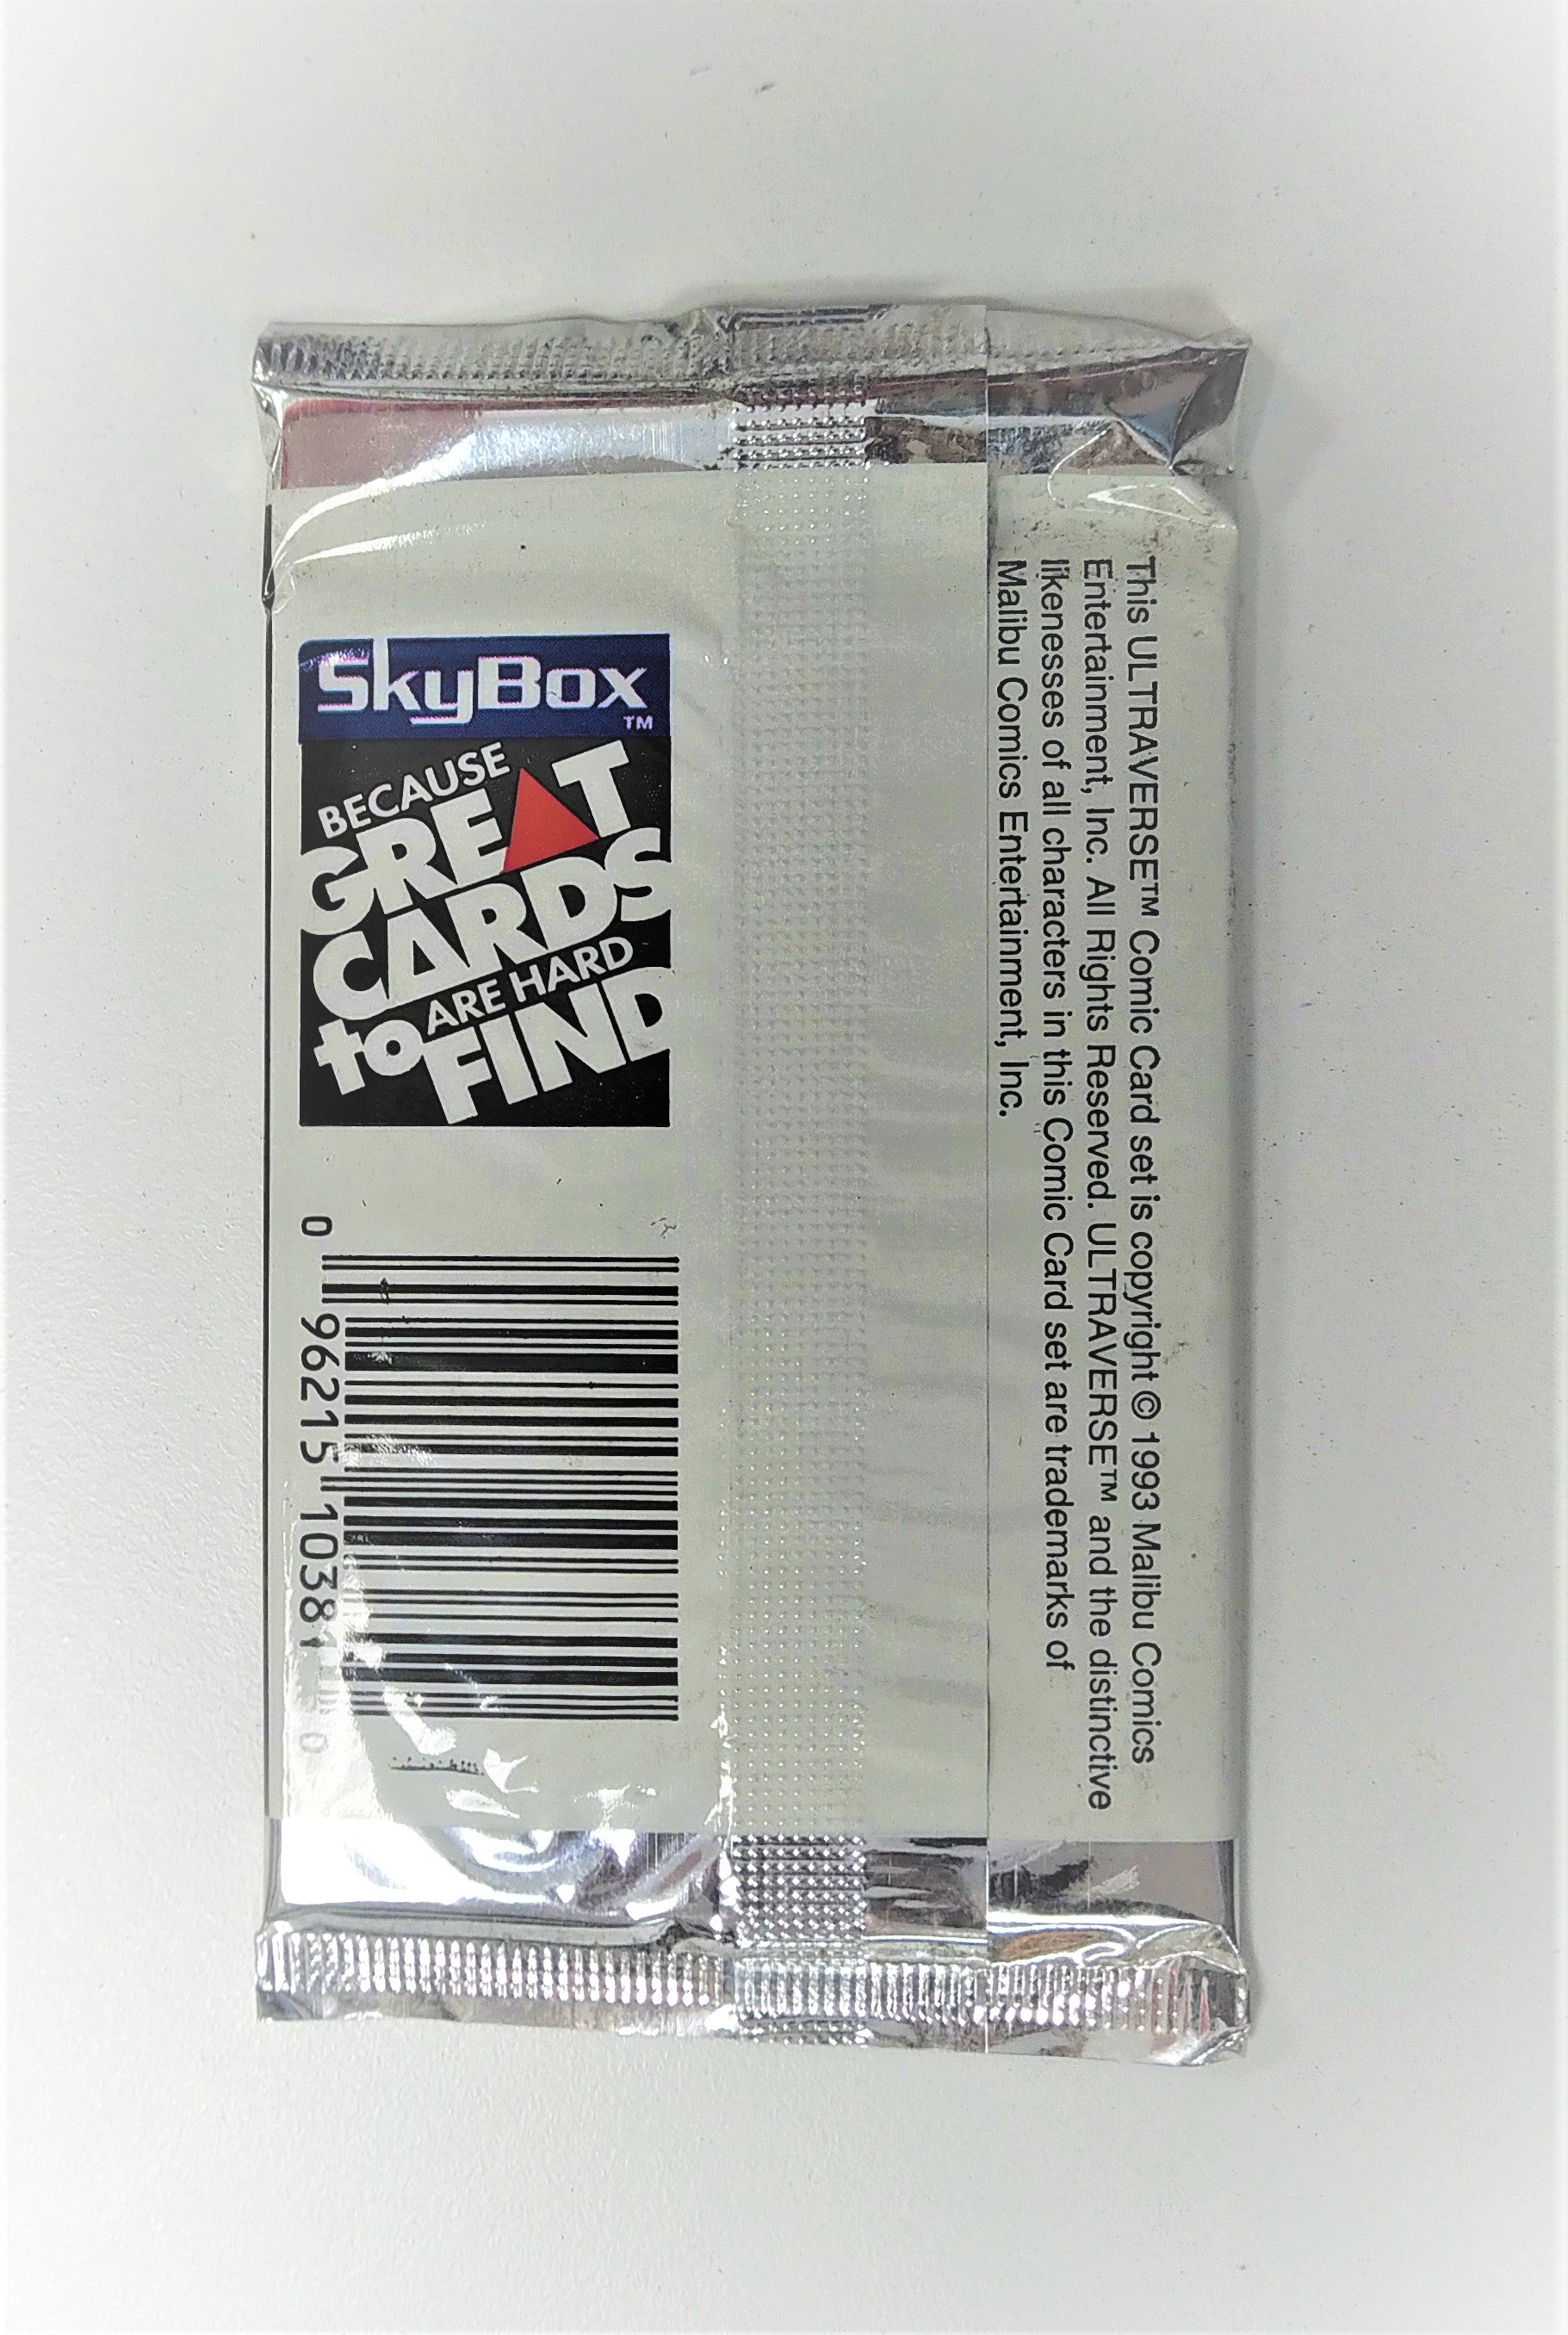 This ULTRAVERSE™ Comic Card set is copyright © 1993 Malibu Comics
Entertainment, Inc. All Rights Reserved. ULTRAVERSE™ and the distinctive
likenesses of all characters in this Comic Card set are trademarks of
Malibu Comics Entertainment, Inc.
SkyBox
TM
BECAUSE
GREAT
CARDS
ARE HARD
to FIND
0 96215 10381 0